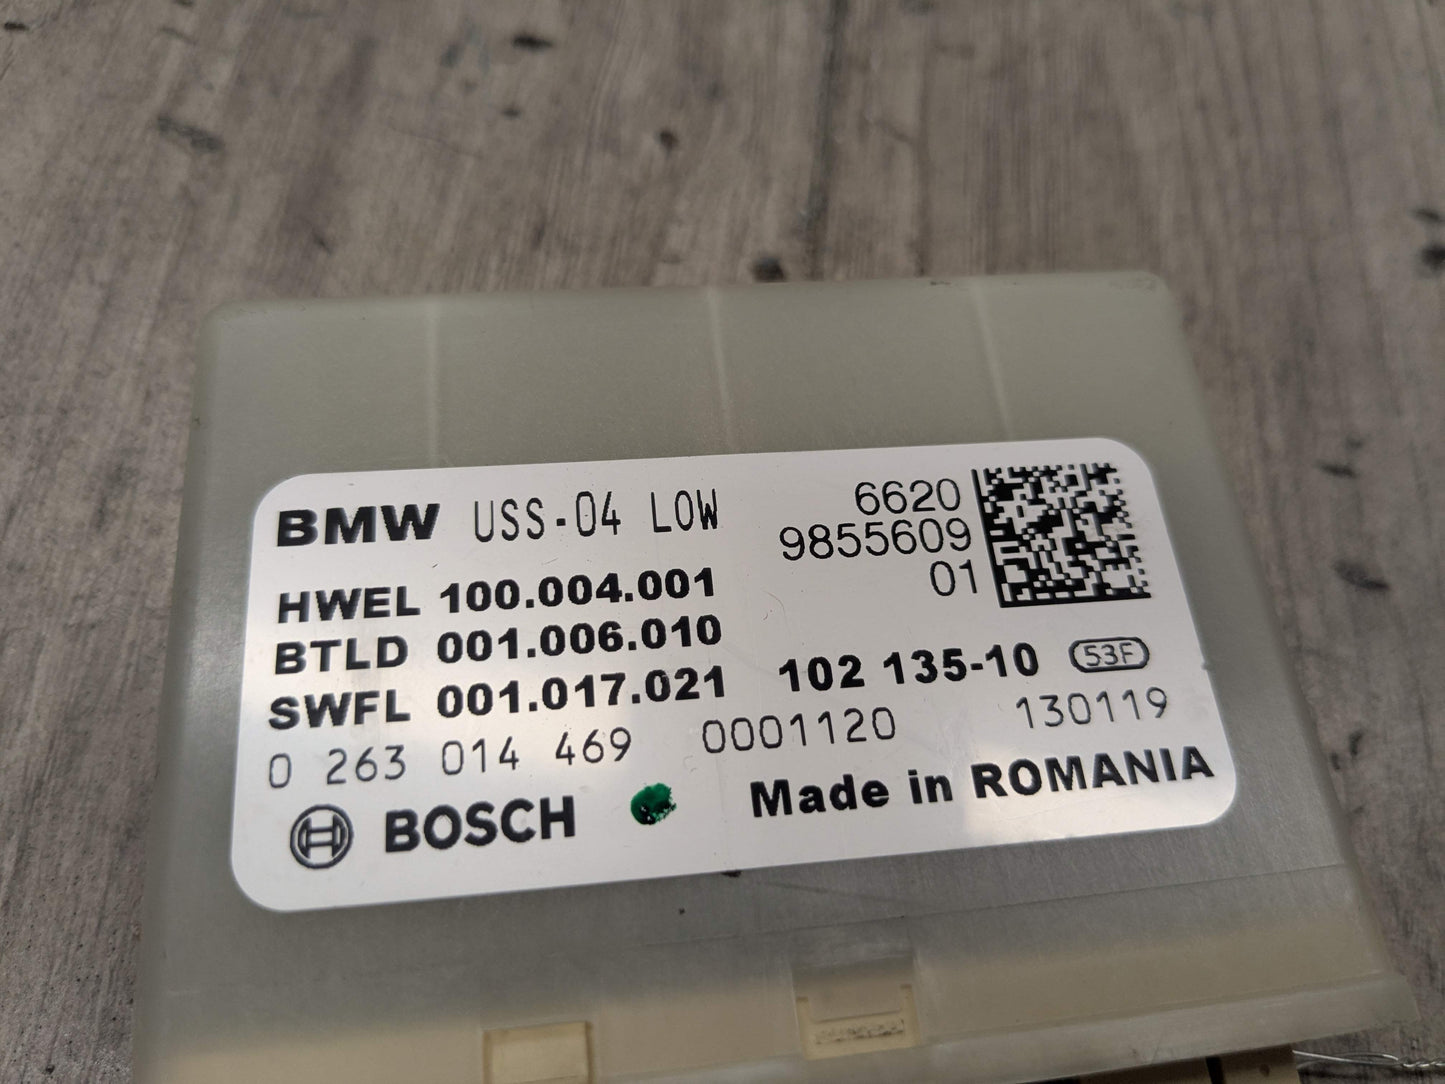 BMW USS-04 LOW 6620
9855609
01
HWEL 100.004.001
BTLD 001.006.010
SWFL 001.017.021 102 135-10 53F
0 263 014 469 0001120 130119
BOSCH Made in ROMANIA